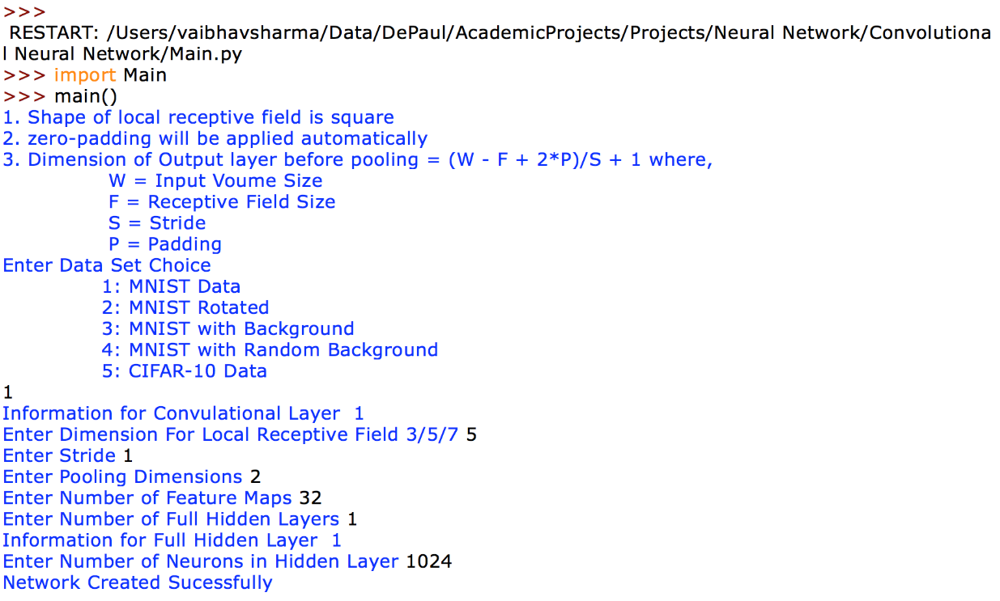 >>>
RESTART: /Users/vaibhavsharma/Data/DePaul/AcademicProjects/Projects/Neural Network/Convolutiona
l Neural Network/Main.py
>>> import Main
>>> main()
1. Shape of local receptive field is square
2. zero-padding will be applied automatically
3. Dimension of Output layer before pooling = (W - F + 2*P)/S + 1 where,
W = Input Voume Size
F = Receptive Field Size
S = Stride
P = Padding
Enter Data Set Choice
1: MNIST Data
2: MNIST Rotated
3: MNIST with Background
4: MNIST with Random Background
5: CIFAR-10 Data
1
Information for Convulational Layer  1
Enter Dimension For Local Receptive Field 3/5/7 5
Enter Stride 1
Enter Pooling Dimensions 2
Enter Number of Feature Maps 32
Enter Number of Full Hidden Layers 1
Information for Full Hidden Layer  1
Enter Number of Neurons in Hidden Layer 1024
Network Created Sucessfully